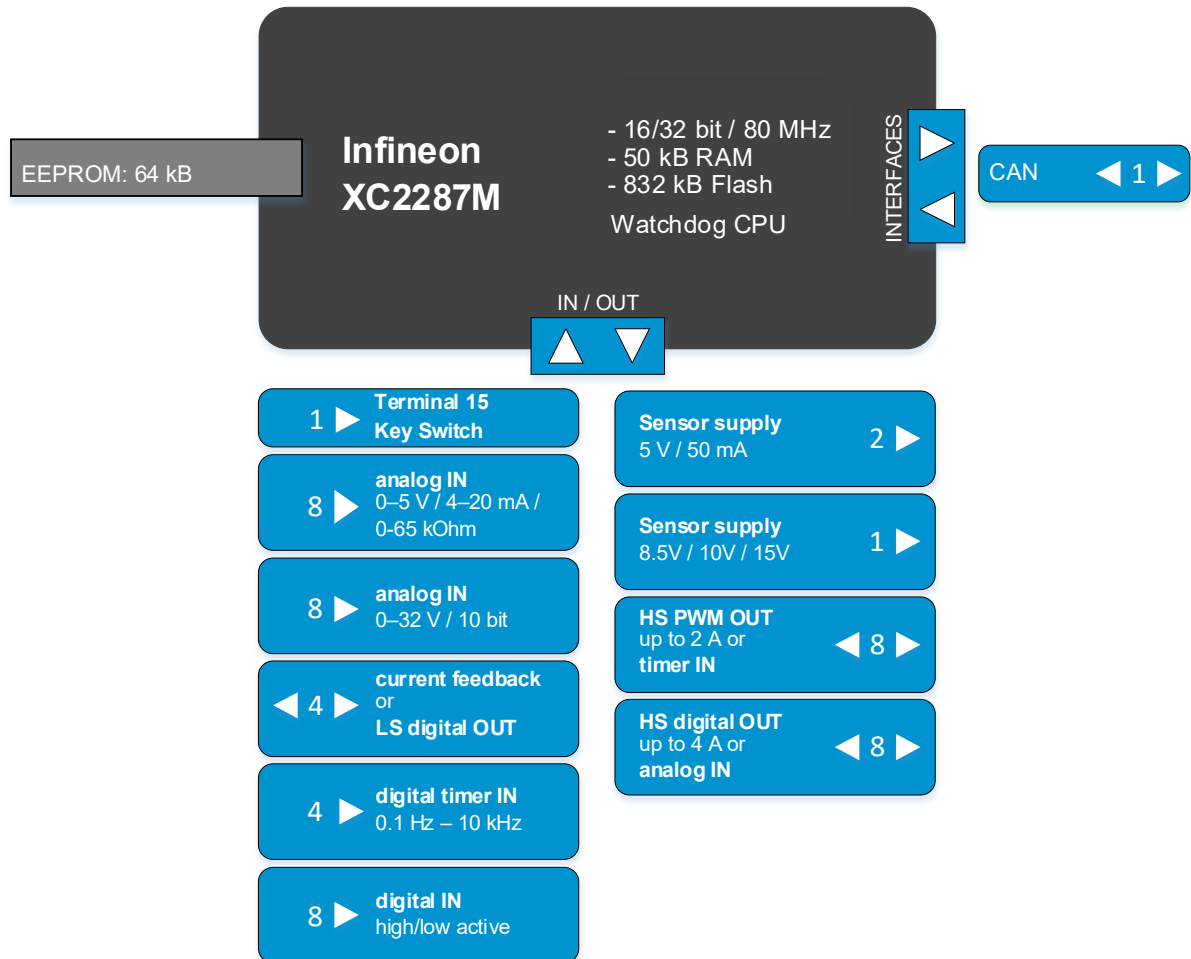 EEPROM: 64 kB
Infineon
XC2287M
- 16/32 bit / 80 MHz
- 50 kB RAM
- 832 kB Flash
Watchdog CPU
INTERFACES
CAN 1
IN / OUT
1 Terminal 15
Key Switch
8 analog IN
0–5 V / 4–20 mA /
0-65 kOhm
8 analog IN
0–32 V / 10 bit
4 current feedback
or
LS digital OUT
4 digital timer IN
0.1 Hz – 10 kHz
8 digital IN
high/low active
Sensor supply
5 V / 50 mA 2
Sensor supply
8.5V / 10V / 15V 1
HS PWM OUT
up to 2 A or 8
timer IN
HS digital OUT
up to 4 A or 8
analog IN